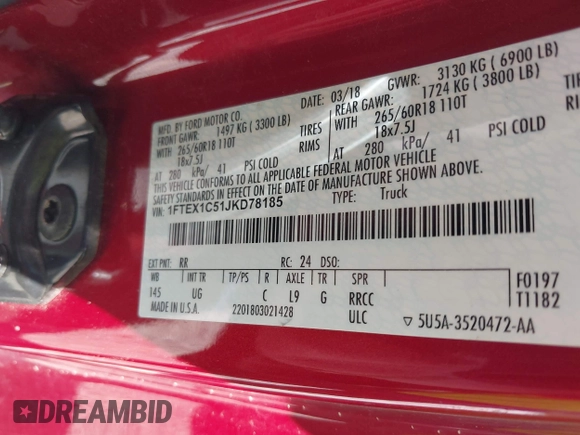 MFD. BY FORD MOTOR CO.
DATE: 03/18 GVWR: 3130 KG ( 6900 LB)
FRONT GAWR: 1497 KG ( 3300 LB) REAR GAWR: 1724 KG ( 3800 LB)
WITH 265/60R18 110T TIRES WITH 265/60R18 110T
18x7.5J RIMS 18x7.5J
AT 280 kPa/ 41 PSI COLD AT 280 kPa/ 41 PSI COLD
THIS VEHICLE CONFORMS TO ALL APPLICABLE FEDERAL MOTOR VEHICLE
SAFETY STANDARDS IN EFFECT ON THE DATE OF MANUFACTURE SHOWN ABOVE.
VIN: 1FTEX1C51JKD78185
TYPE: Truck
EXT PNT: RR RC: 24 DSO:
WB INT TR TP/PS R AXLE TR SPR
145 UG C L9 G RRCC
ULC
F0197
T1182
MADE IN U.S.A. 2201803021428
▽ 5U5A-3520472-AA
DREAMBID